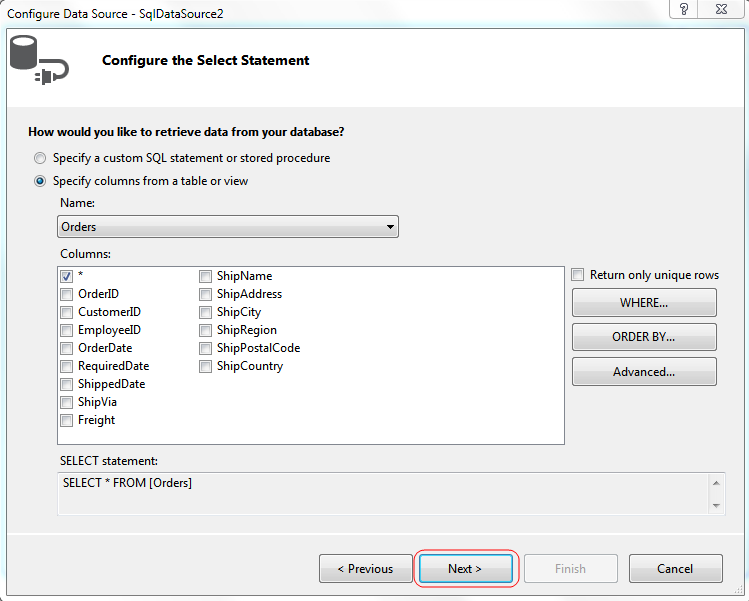 Configure Data Source - SqlDataSource2
?
Configure the Select Statement
How would you like to retrieve data from your database?
Specify a custom SQL statement or stored procedure
Specify columns from a table or view
Name:
Orders
Columns:
*
OrderID
CustomerID
EmployeeID
OrderDate
RequiredDate
ShippedDate
ShipVia
Freight
ShipName
ShipAddress
ShipCity
ShipRegion
ShipPostalCode
ShipCountry
Return only unique rows
WHERE...
ORDER BY...
Advanced...
SELECT statement:
SELECT * FROM [Orders]
< Previous
Next >
Finish
Cancel